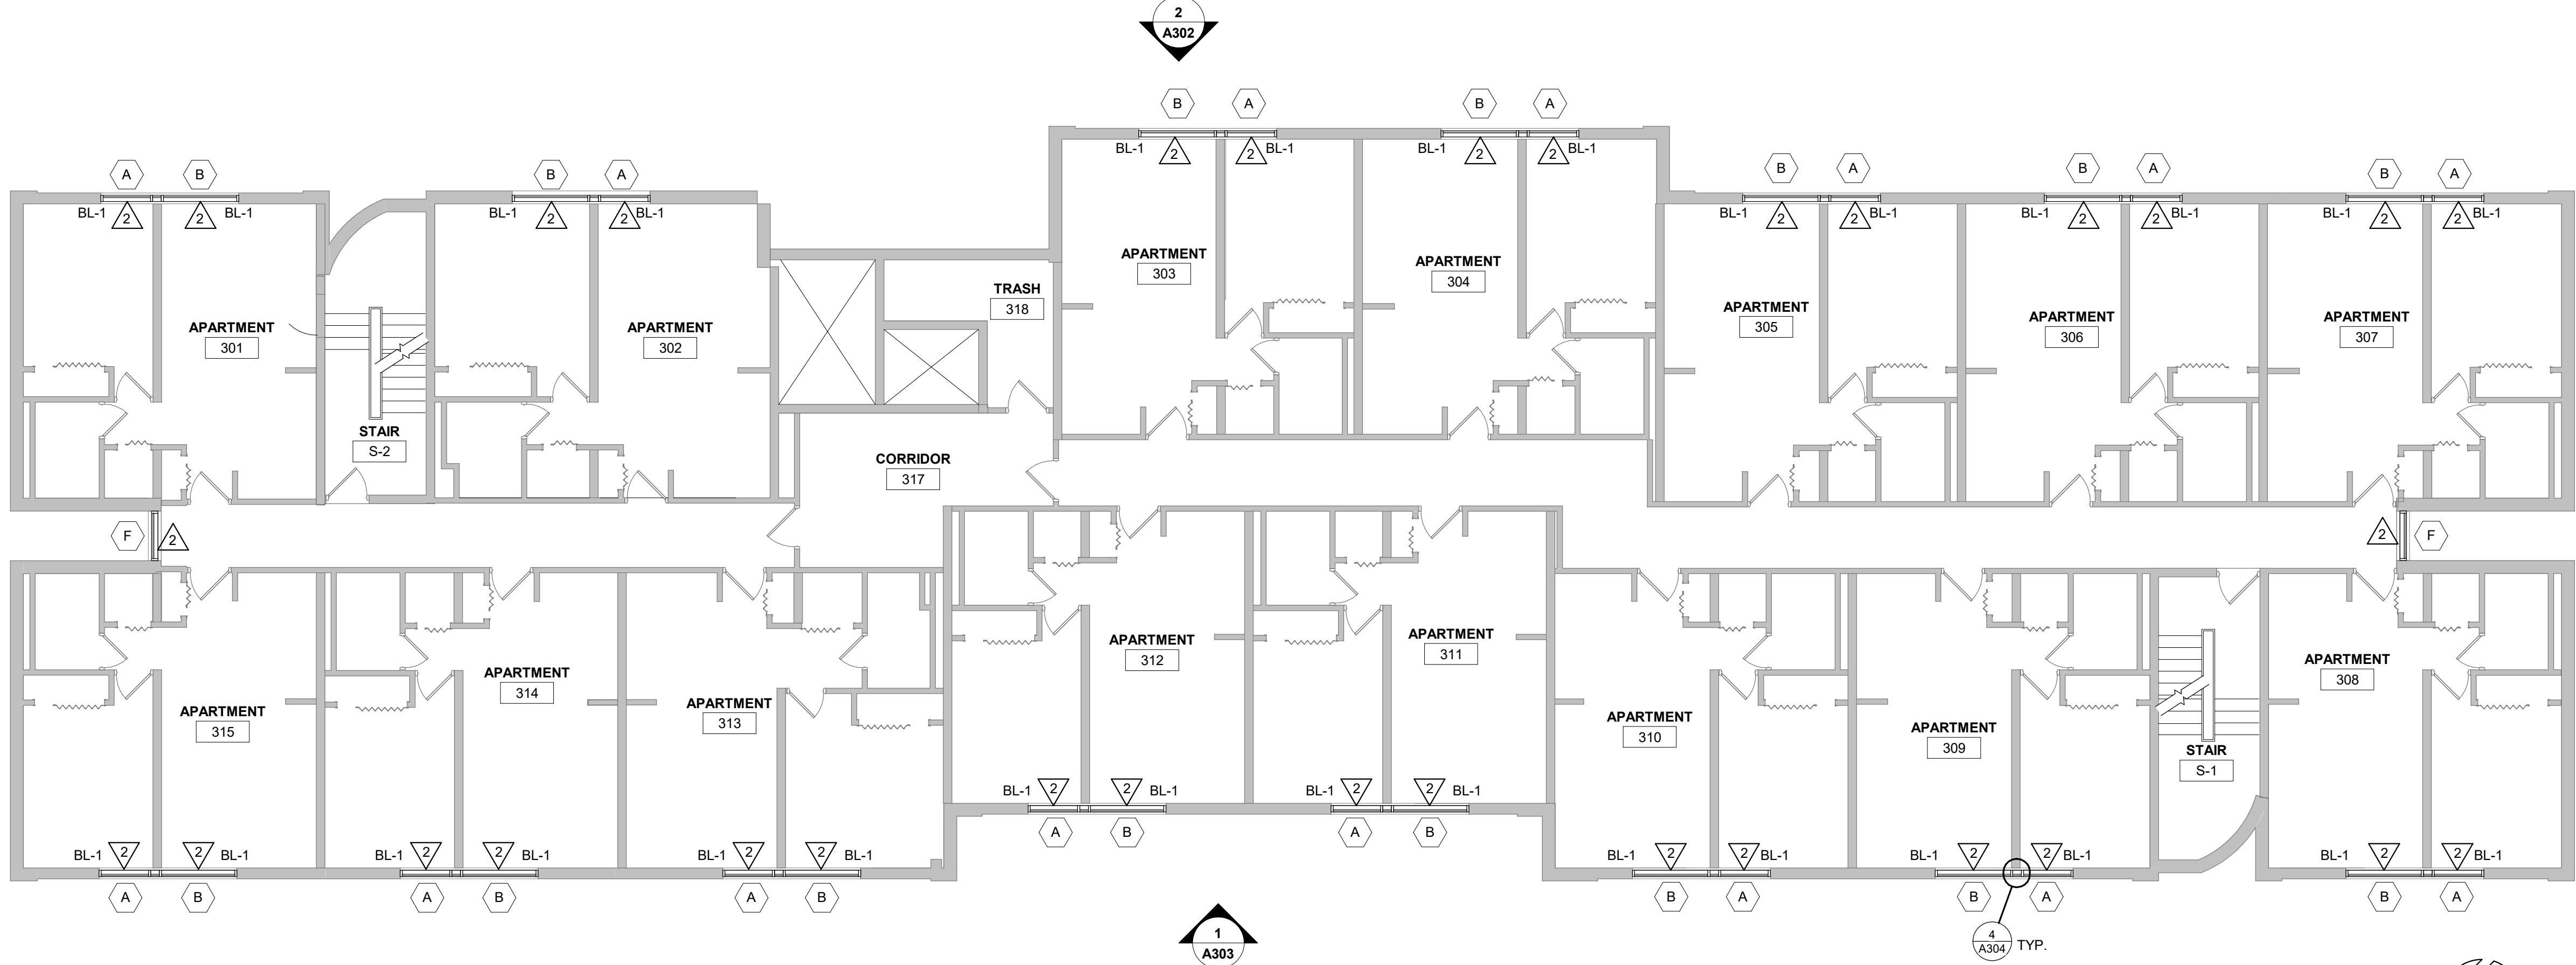 2
A302
B A B A
BL-1 2 2 BL-1 BL-1 2 2 BL-1
A B B A B A B A B A
BL-1 2 2 BL-1 BL-1 2 2 BL-1 BL-1 2 2 BL-1 BL-1 2 2 BL-1 BL-1 2 2 BL-1
APARTMENT
303
APARTMENT
304
TRASH
318
APARTMENT
301
APARTMENT
302
APARTMENT
305
APARTMENT
306
APARTMENT
307
STAIR
S-2
CORRIDOR
317
F 2
2 F
APARTMENT
312
APARTMENT
311
APARTMENT
308
APARTMENT
314
APARTMENT
313
APARTMENT
315
APARTMENT
310
APARTMENT
309
STAIR
S-1
BL-1 2 2 BL-1 BL-1 2 2 BL-1
A B A B
BL-1 2 2 BL-1 BL-1 2 2 BL-1 BL-1 2 2 BL-1 BL-1 2 2 BL-1 BL-1 2 2 BL-1 BL-1 2 2 BL-1
A B A B A B B A B A B A
1
A303
4
A304
TYP.